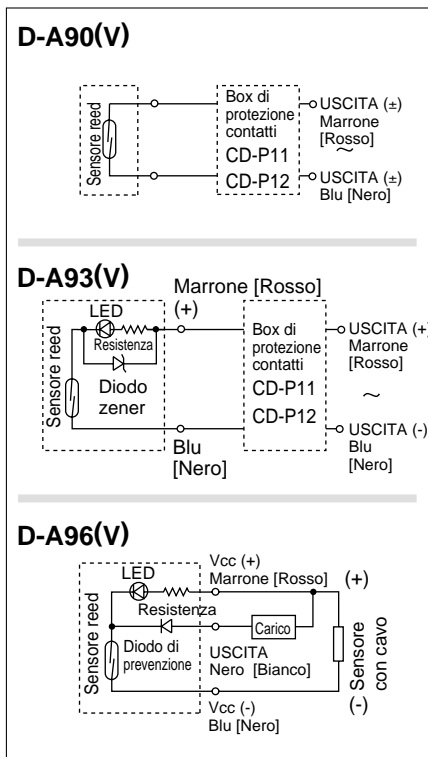 D-A90(V)
Sensore reed
Box di
protezione
contatti
CD-P11
CD-P12
USCITA (±)
Marrone
[Rosso]
~
USCITA (±)
Blu [Nero]
D-A93(V)
Marrone [Rosso]
(+)
LED
Resistenza
Diodo
zener
Sensore reed
Blu
[Nero]
Box di
protezione
contatti
CD-P11
CD-P12
USCITA (+)
Marrone
[Rosso]
~
USCITA (-)
Blu
[Nero]
D-A96(V)
Vcc (+)
Marrone [Rosso]
(+)
LED
Resistenza
Diodo di
prevenzione
Sensore reed
Carico
USCITA
Nero [Bianco]
Sensore
con cavo
(-)
Vcc (-)
Blu [Nero]